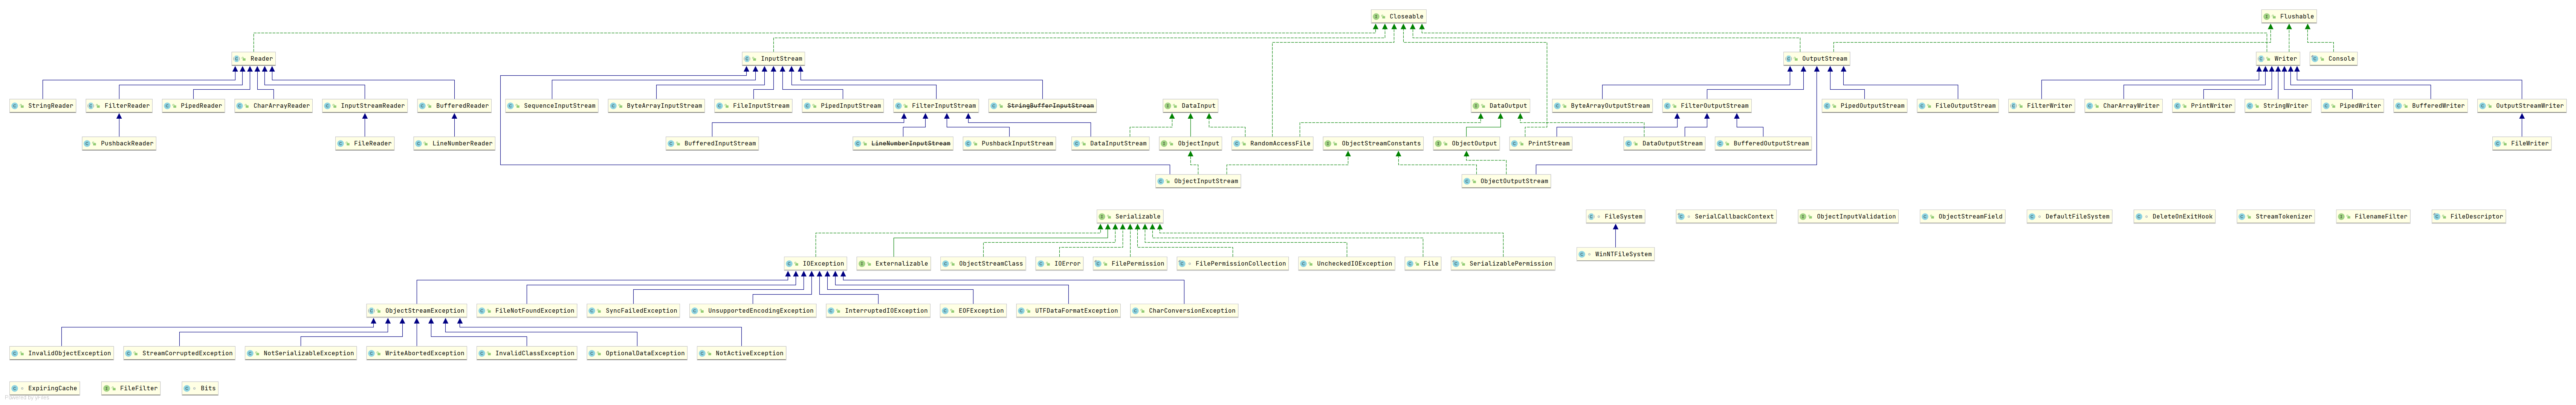 Closeable
Flushable
Reader
InputStream
OutputStream
Writer
Console
StringReader
FilterReader
PipedReader
CharArrayReader
InputStreamReader
BufferedReader
SequenceInputStream
ByteArrayInputStream
FileInputStream
PipedInputStream
FilterInputStream
StringBufferInputStream
DataInput
DataOutput
ByteArrayOutputStream
FilterOutputStream
PipedOutputStream
FileOutputStream
FilterWriter
CharArrayWriter
PrintWriter
StringWriter
PipedWriter
BufferedWriter
OutputStreamWriter
PushbackReader
FileReader
LineNumberReader
BufferedInputStream
LineNumberInputStream
PushbackInputStream
DataInputStream
ObjectInput
RandomAccessFile
ObjectStreamConstants
ObjectOutput
PrintStream
DataOutputStream
BufferedOutputStream
FileWriter
ObjectInputStream
ObjectOutputStream
Serializable
FileSystem
SerialCallbackContext
ObjectInputValidation
ObjectStreamField
DefaultFileSystem
DeleteOnExitHook
StreamTokenizer
FilenameFilter
FileDescriptor
WinNTFileSystem
IOException
Externalizable
ObjectStreamClass
IOError
FilePermission
FilePermissionCollection
UncheckedIOException
File
SerializablePermission
ObjectStreamException
FileNotFoundException
SyncFailedException
UnsupportedEncodingException
InterruptedIOException
EOFException
UTFDataFormatException
CharConversionException
InvalidObjectException
StreamCorruptedException
NotSerializableException
WriteAbortedException
InvalidClassException
OptionalDataException
NotActiveException
ExpiringCache
FileFilter
Bits
Powered by yFiles